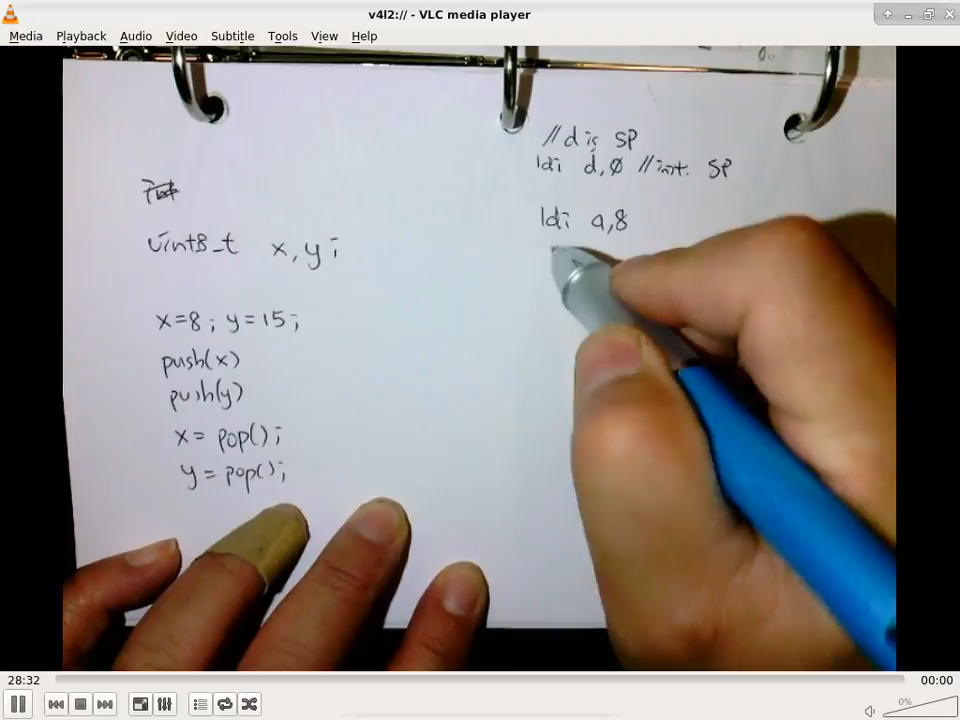 v4l2:// - VLC media player
Media Playback Audio Video Subtitle Tools View Help
uint8_t x, y;
x=8; y=15;
push(x)
push(y)
x= pop();
y= pop();
//d is SP
ldi d,0 //init. SP
ldi a,8
28:32
00:00
0%